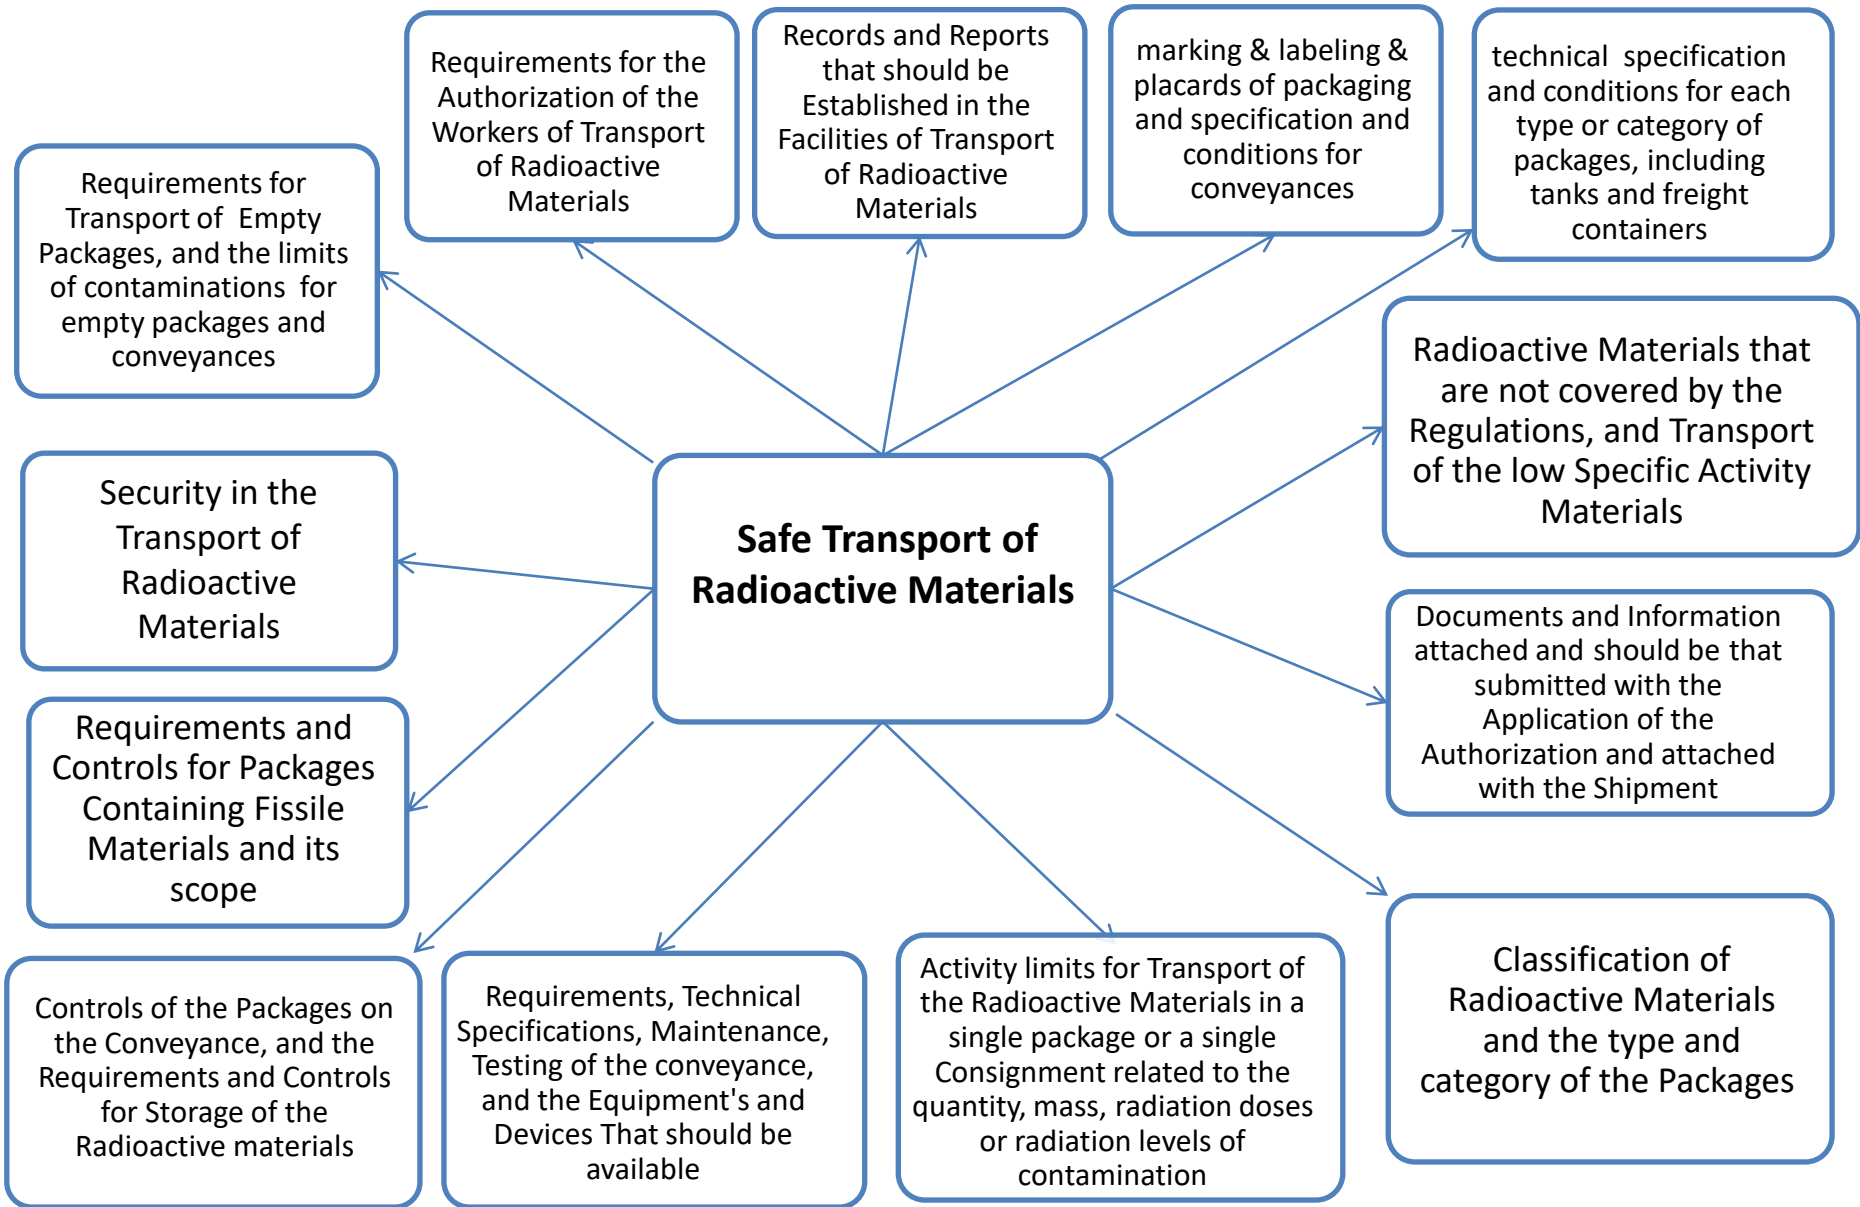 Requirements for the
Authorization of the
Workers of Transport
of Radioactive
Materials
Records and Reports
that should be
Established in the
Facilities of Transport
of Radioactive
Materials
marking & labeling &
placards of packaging
and specification and
conditions for
conveyances
technical specification
and conditions for each
type or category of
packages, including
tanks and freight
containers
Requirements for
Transport of Empty
Packages, and the limits
of contaminations for
empty packages and
conveyances
Radioactive Materials that
are not covered by the
Regulations, and Transport
of the low Specific Activity
Materials
Security in the
Transport of
Radioactive
Materials
Safe Transport of
Radioactive Materials
Documents and Information
attached and should be that
submitted with the
Application of the
Authorization and attached
with the Shipment
Requirements and
Controls for Packages
Containing Fissile
Materials and its
scope
Controls of the Packages on
the Conveyance, and the
Requirements and Controls
for Storage of the
Radioactive materials
Requirements, Technical
Specifications, Maintenance,
Testing of the conveyance,
and the Equipment's and
Devices That should be
available
Activity limits for Transport of
the Radioactive Materials in a
single package or a single
Consignment related to the
quantity, mass, radiation doses
or radiation levels of
contamination
Classification of
Radioactive Materials
and the type and
category of the Packages